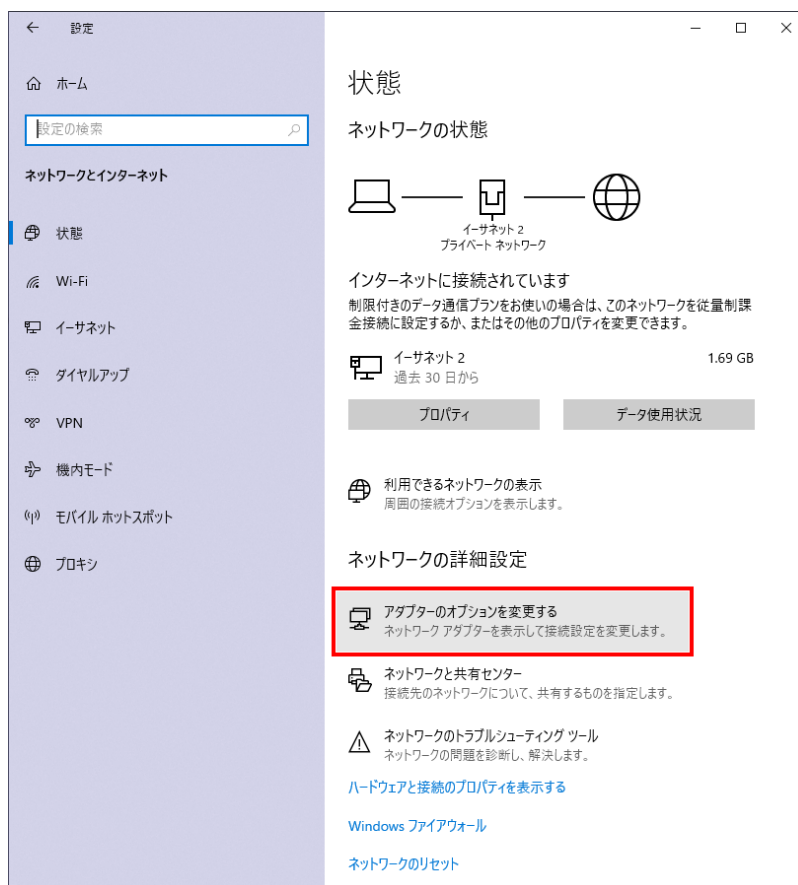 設定
ホーム
設定の検索
ネットワークとインターネット
状態
Wi-Fi
イーサネット
ダイヤルアップ
VPN
機内モード
モバイル ホットスポット
プロキシ
状態
ネットワークの状態
イーサネット 2
プライベート ネットワーク
インターネットに接続されています
制限付きのデータ通信プランをお使いの場合は、このネットワークを従量制課
金接続に設定するか、またはその他のプロパティを変更できます。
イーサネット 2
1.69 GB
過去 30 日から
プロパティ
データ使用状況
利用できるネットワークの表示
周囲の接続オプションを表示します。
ネットワークの詳細設定
アダプターのオプションを変更する
ネットワーク アダプターを表示して接続設定を変更します。
ネットワークと共有センター
接続先のネットワークについて、共有するものを指定します。
ネットワークのトラブルシューティング ツール
ネットワークの問題を診断し、解決します。
ハードウェアと接続のプロパティを表示する
Windows ファイアウォール
ネットワークのリセット